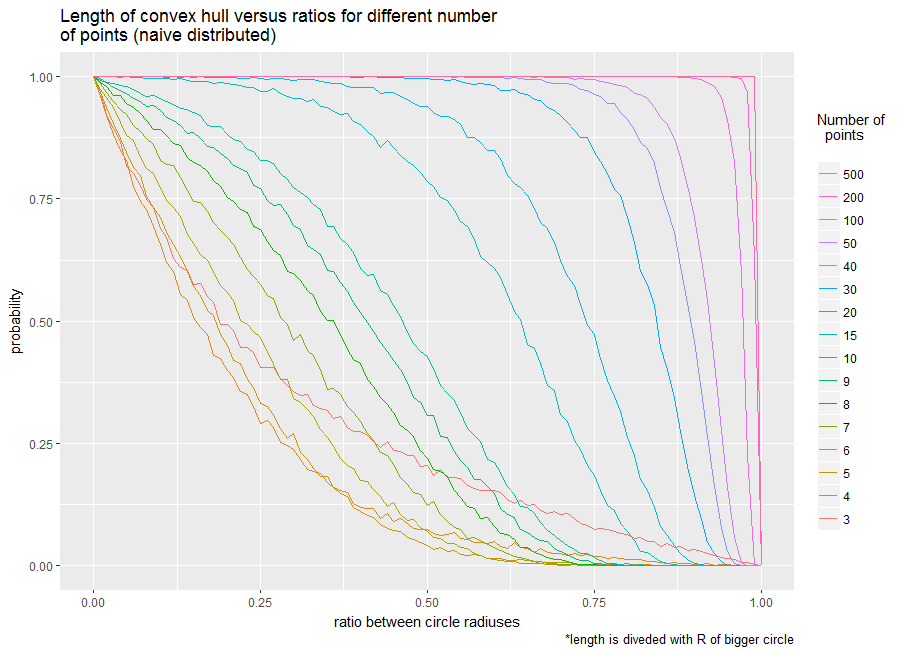 Length of convex hull versus ratios for different number
of points (naive distributed)
1.00
0.75
0.50
0.25
0.00
probability
0.00 0.25 0.50 0.75 1.00
ratio between circle radiuses
*length is diveded with R of bigger circle
Number of
points
500
200
100
50
40
30
20
15
10
9
8
7
6
5
4
3